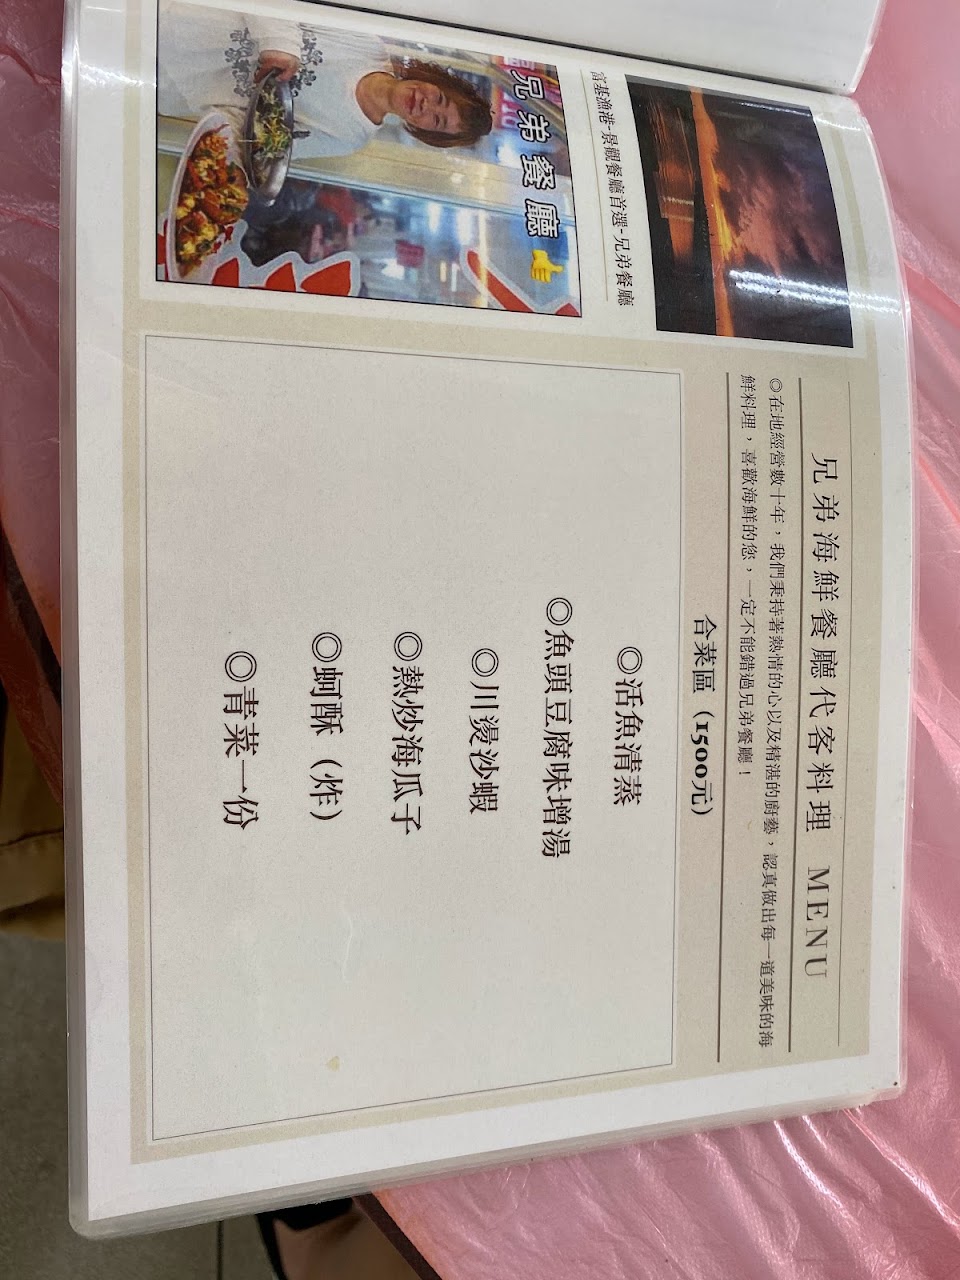 兄弟海鮮餐廳代客料理 MENU
◎在地經營數十年，我們秉持著熱情的心以及精湛的廚藝，認真做出每一道美味的海
鮮料理，喜歡海鮮的您，一定不能錯過兄弟餐廳！
合菜區（1500元）
◎活魚清蒸
◎魚頭豆腐味增湯
◎川燙沙蝦
◎熱炒海瓜子
◎蚵酥（炸）
◎青菜一份
富基漁港-景觀餐廳首選-兄弟餐廳
兄弟餐廳